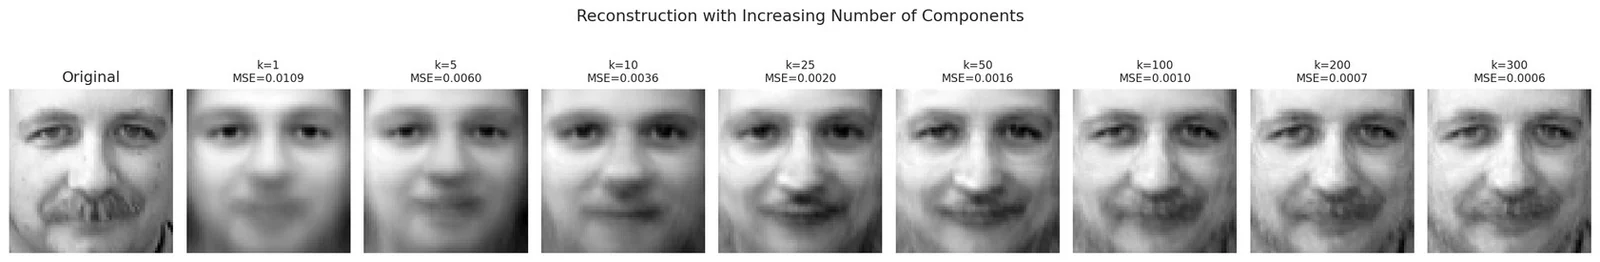 Reconstruction with Increasing Number of Components
Original
k=1
MSE=0.0109
k=5
MSE=0.0060
k=10
MSE=0.0036
k=25
MSE=0.0020
k=50
MSE=0.0016
k=100
MSE=0.0010
k=200
MSE=0.0007
k=300
MSE=0.0006